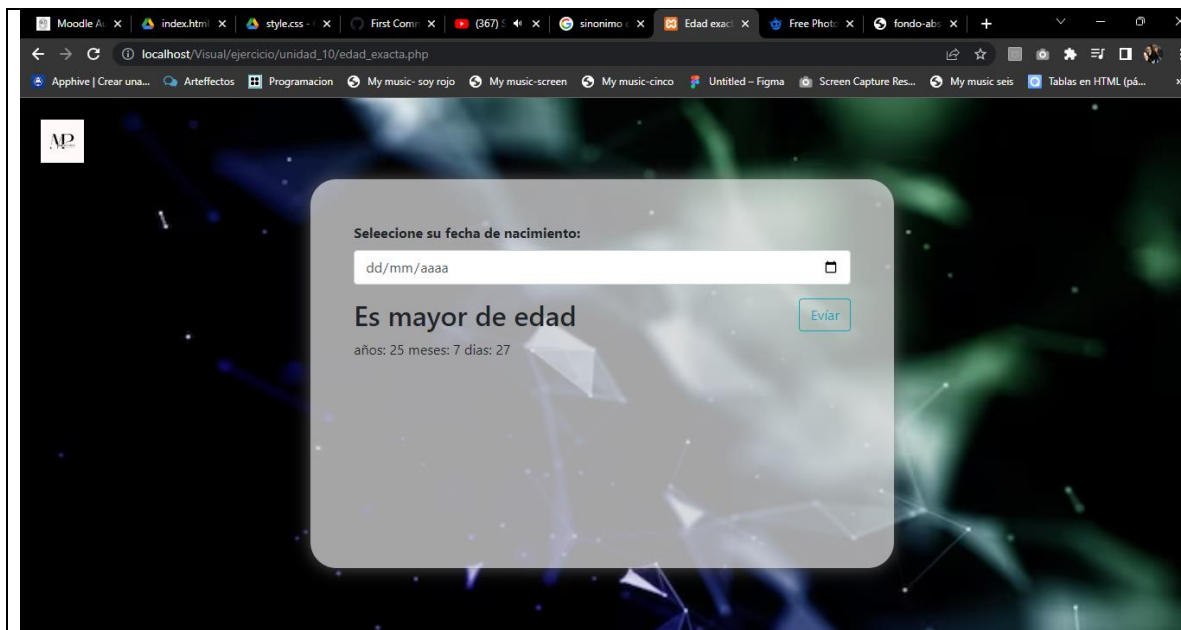 Moodle Au
index.html
style.css - (
First Comm
(367) S
sinonimo c
Edad exact
Free Photo
fondo-abs
localhost/Visual/ejercicio/unidad_10/edad_exacta.php
Apphive | Crear una...
Arteffectos
Programacion
My music- soy rojo
My music-screen
My music-cinco
Untitled – Figma
Screen Capture Res...
My music seis
Tablas en HTML (pá...
MP
Seleecione su fecha de nacimiento:
dd/mm/aaaa
Es mayor de edad
Evíar
años: 25 meses: 7 dias: 27